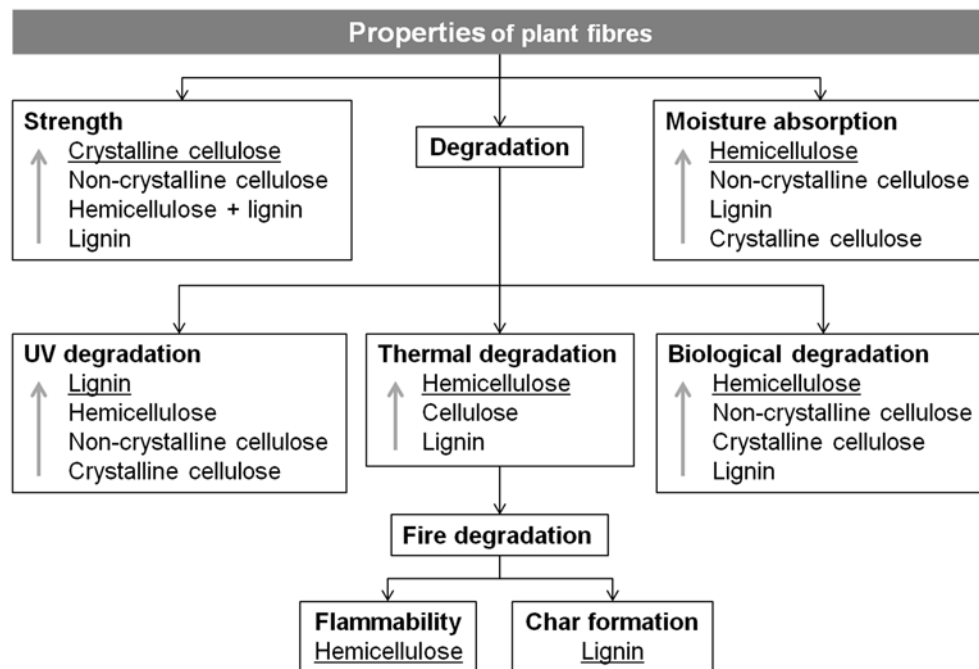 Properties of plant fibres
Strength
Crystalline cellulose
Non-crystalline cellulose
Hemicellulose + lignin
Lignin
Degradation
Moisture absorption
Hemicellulose
Non-crystalline cellulose
Lignin
Crystalline cellulose
UV degradation
Lignin
Hemicellulose
Non-crystalline cellulose
Crystalline cellulose
Thermal degradation
Hemicellulose
Cellulose
Lignin
Biological degradation
Hemicellulose
Non-crystalline cellulose
Crystalline cellulose
Lignin
Fire degradation
Flammability
Hemicellulose
Char formation
Lignin